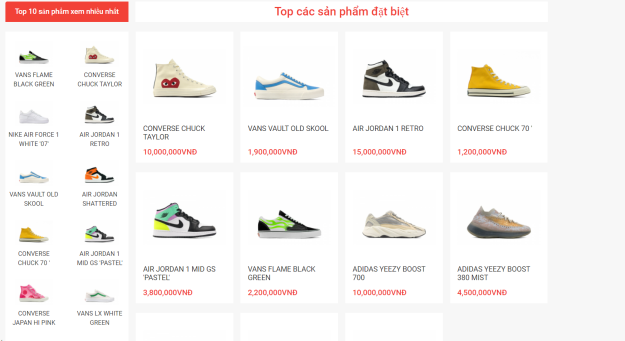 Top 10 sản phẩm xem nhiều nhất
VANS FLAME
BLACK GREEN
CONVERSE
CHUCK TAYLOR
NIKE AIR FORCE 1
WHITE '07'
AIR JORDAN 1
RETRO
VANS VAULT OLD
SKOOL
AIR JORDAN
SHATTERED
CONVERSE
CHUCK 70 '
AIR JORDAN 1
MID GS 'PASTEL'
CONVERSE
JAPAN HI PINK
VANS LX WHITE
GREEN
Top các sản phẩm đặt biệt
CONVERSE CHUCK
TAYLOR
10,000,000VNĐ
VANS VAULT OLD SKOOL
1,900,000VNĐ
AIR JORDAN 1 RETRO
15,000,000VNĐ
CONVERSE CHUCK 70 '
1,200,000VNĐ
AIR JORDAN 1 MID GS
'PASTEL'
3,800,000VNĐ
VANS FLAME BLACK
GREEN
2,200,000VNĐ
ADIDAS YEEZY BOOST
700
10,000,000VNĐ
ADIDAS YEEZY BOOST
380 MIST
4,500,000VNĐ